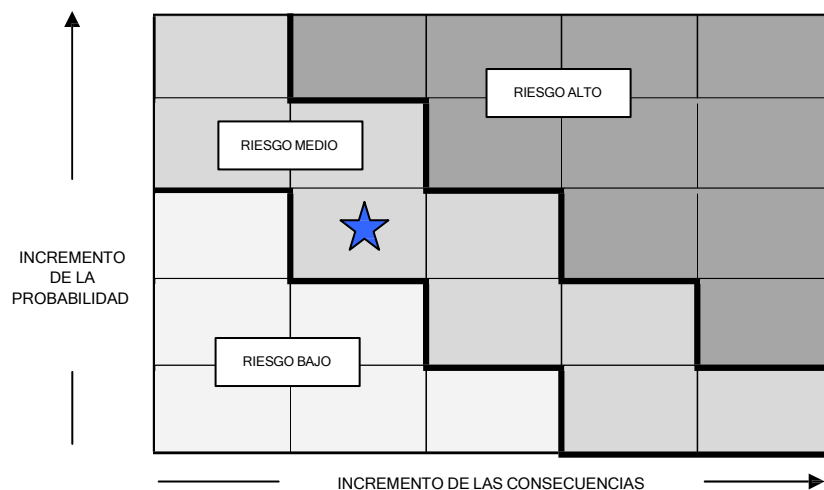 RIESGO ALTO
RIESGO MEDIO
INCREMENTO
DE LA
PROBABILIDAD
RIESGO BAJO
INCREMENTO DE LAS CONSECUENCIAS